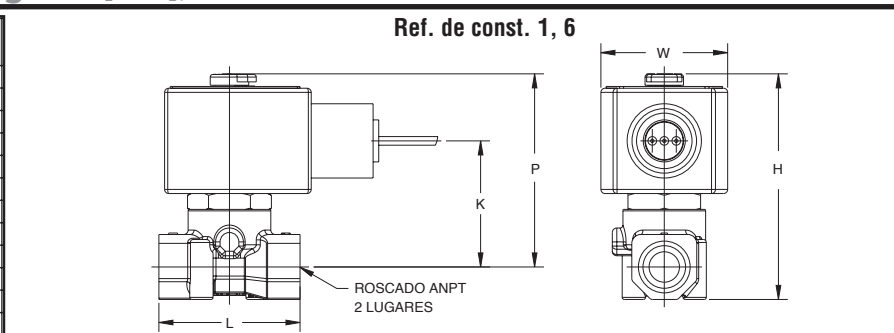 Ref. de const. 1, 6
W
P
H
K
ROSCADO ANPT
2 LUGARES
L